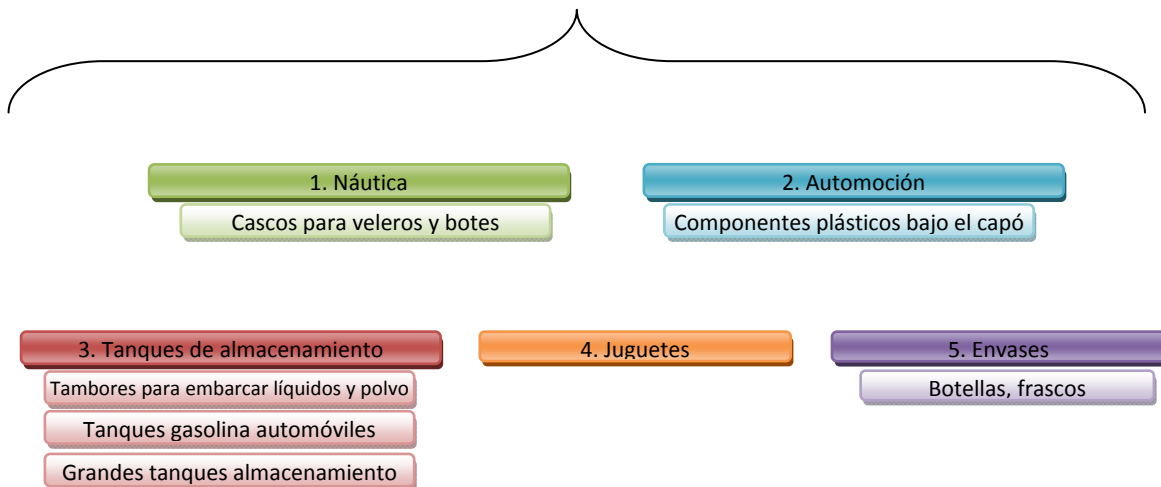 1. Náutica
Cascos para veleros y botes
2. Automoción
Componentes plásticos bajo el capó
3. Tanques de almacenamiento
Tambores para embarcar líquidos y polvo
Tanques gasolina automóviles
Grandes tanques almacenamiento
4. Juguetes
5. Envases
Botellas, frascos